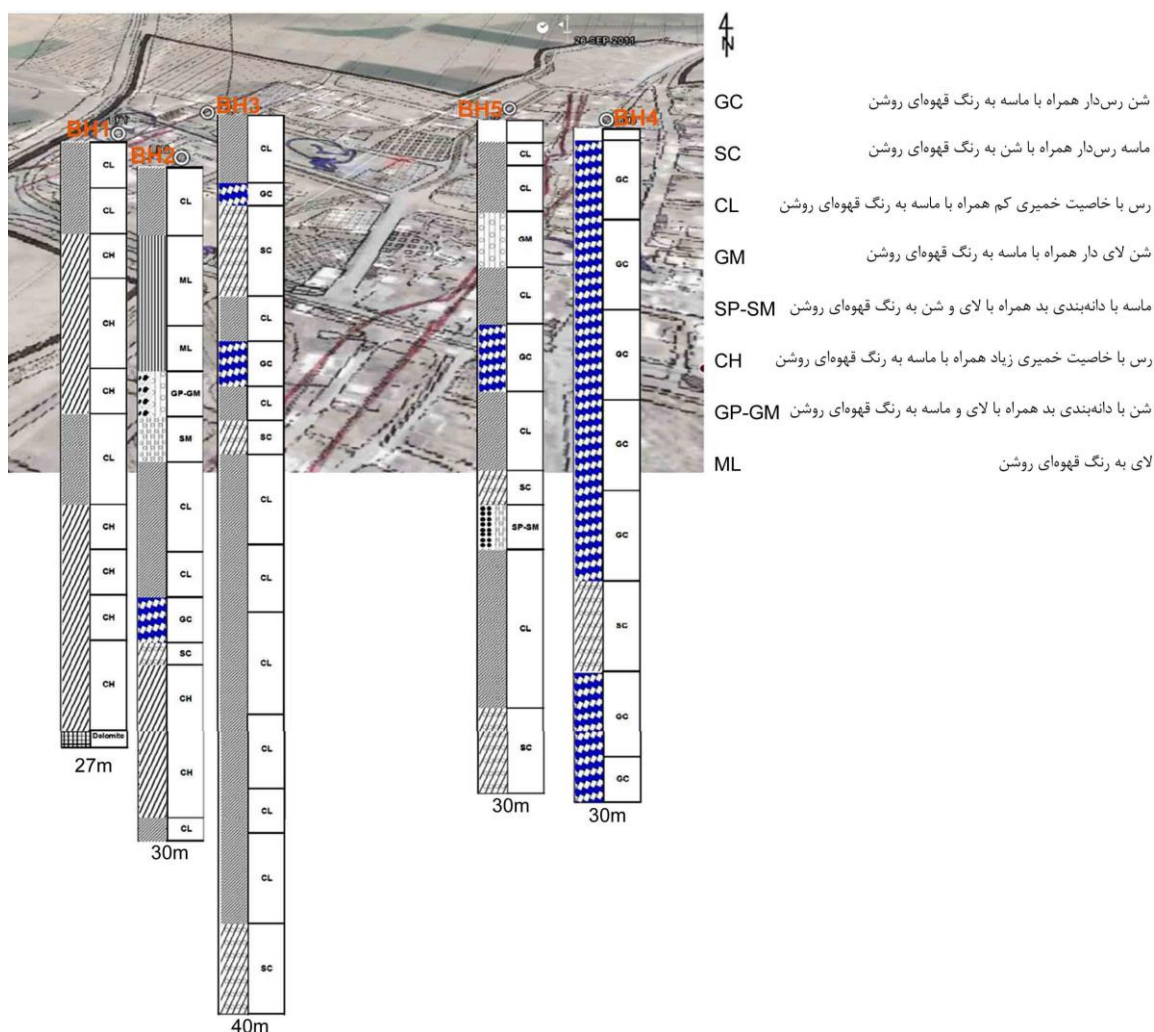 26-SEP-2011
N
BH1
BH2
BH3
BH5
BH4
GC شن رس‌دار همراه با ماسه به رنگ قهوه‌ای روشن
SC ماسه رس‌دار همراه با شن به رنگ قهوه‌ای روشن
CL رس با خاصیت خمیری کم همراه با ماسه به رنگ قهوه‌ای روشن
GM شن لای دار همراه با ماسه به رنگ قهوه‌ای روشن
SP-SM ماسه با دانه‌بندی بد همراه با لای و شن به رنگ قهوه‌ای روشن
CH رس با خاصیت خمیری زیاد همراه با ماسه به رنگ قهوه‌ای روشن
GP-GM شن با دانه‌بندی بد همراه با لای و ماسه به رنگ قهوه‌ای روشن
ML لای به رنگ قهوه‌ای روشن
CL
CL
CH
CH
CH
CL
CH
CH
CH
CH
Dolomite
27m
CL
ML
ML
GP-GM
SM
CL
CL
GC
SC
CH
CH
CL
30m
CL
GC
SC
CL
GC
CL
SC
CL
CL
CL
CL
CL
CL
SC
40m
CL
CL
GM
CL
GC
CL
SC
SP-SM
CL
SC
30m
GC
GC
GC
GC
GC
SC
GC
GC
30m